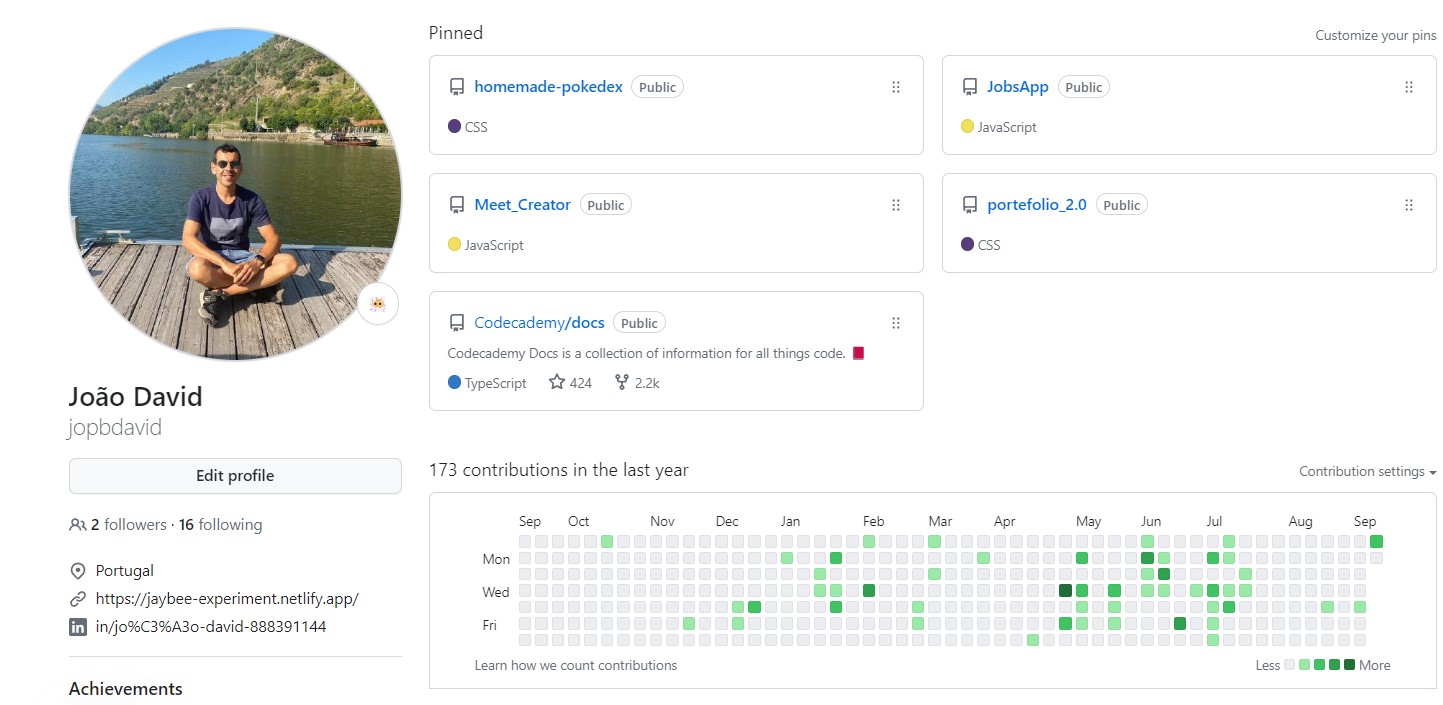 Pinned
Customize your pins
homemade-pokedex Public
CSS
JobsApp Public
JavaScript
Meet_Creator Public
JavaScript
portefolio_2.0 Public
CSS
Codecademy/docs Public
Codecademy Docs is a collection of information for all things code.
TypeScript 424 2.2k
João David
jopbdavid
Edit profile
2 followers · 16 following
Portugal
https://jaybee-experiment.netlify.app/
in/jo%C3%A3o-david-888391144
Achievements
173 contributions in the last year
Contribution settings
Sep Oct Nov Dec Jan Feb Mar Apr May Jun Jul Aug Sep
Mon
Wed
Fri
Learn how we count contributions
Less More